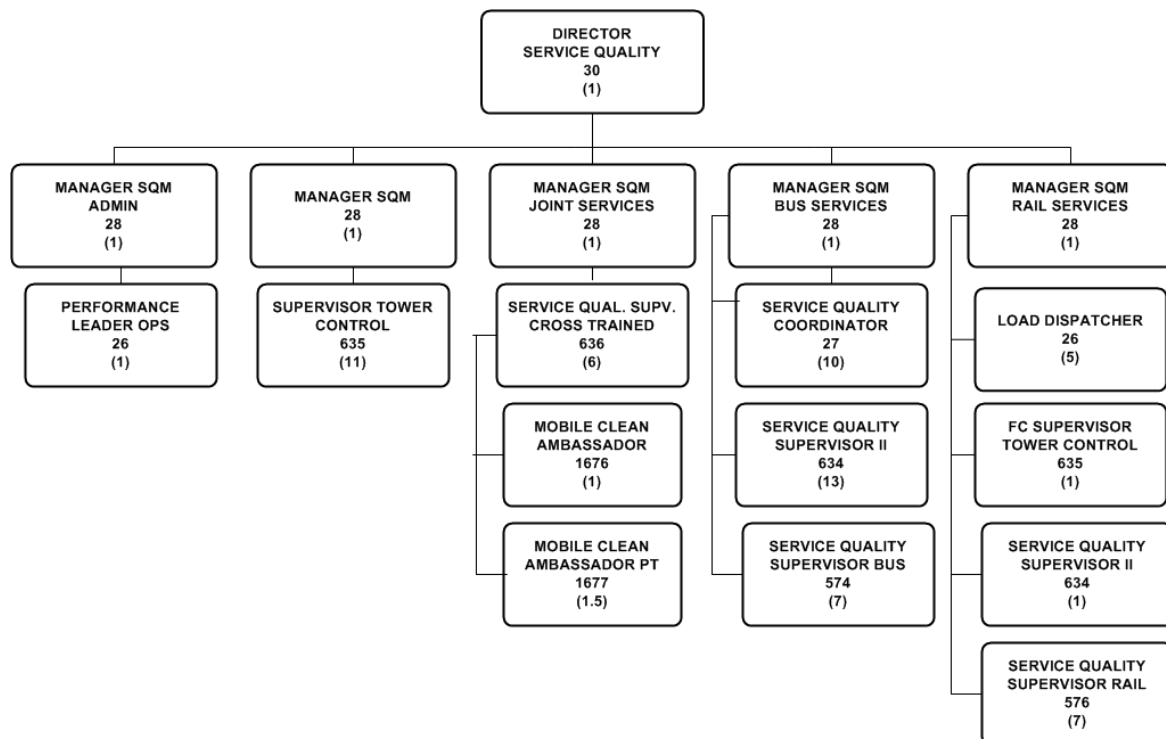 DIRECTOR
SERVICE QUALITY
30
(1)
MANAGER SQM
ADMIN
28
(1)
MANAGER SQM
28
(1)
MANAGER SQM
JOINT SERVICES
28
(1)
MANAGER SQM
BUS SERVICES
28
(1)
MANAGER SQM
RAIL SERVICES
28
(1)
PERFORMANCE
LEADER OPS
26
(1)
SUPERVISOR TOWER
CONTROL
635
(11)
SERVICE QUAL. SUPV.
CROSS TRAINED
636
(6)
SERVICE QUALITY
COORDINATOR
27
(10)
LOAD DISPATCHER
26
(5)
MOBILE CLEAN
AMBASSADOR
1676
(1)
SERVICE QUALITY
SUPERVISOR II
634
(13)
FC SUPERVISOR
TOWER CONTROL
635
(1)
MOBILE CLEAN
AMBASSADOR PT
1677
(1.5)
SERVICE QUALITY
SUPERVISOR BUS
574
(7)
SERVICE QUALITY
SUPERVISOR II
634
(1)
SERVICE QUALITY
SUPERVISOR RAIL
576
(7)